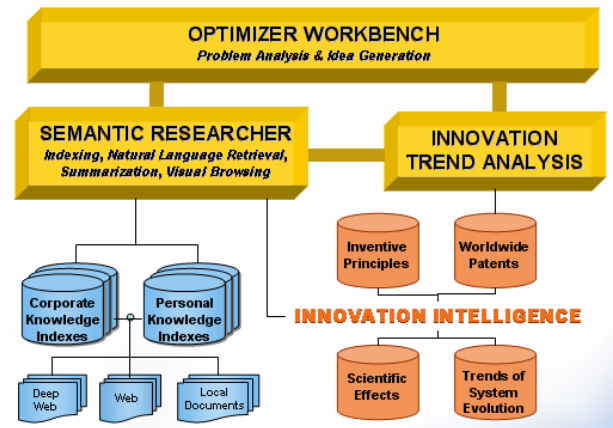 OPTIMIZER WORKBENCH
Problem Analysis & Idea Generation
SEMANTIC RESEARCHER
Indexing, Natural Language Retrieval,
Summarization, Visual Browsing
INNOVATION
TREND ANALYSIS
Inventive
Principles
Worldwide
Patents
Corporate
Knowledge
Indexes
Personal
Knowledge
Indexes
INNOVATION INTELLIGENCE
Deep
Web
Web
Local
Documents
Scientific
Effects
Trends of
System
Evolution